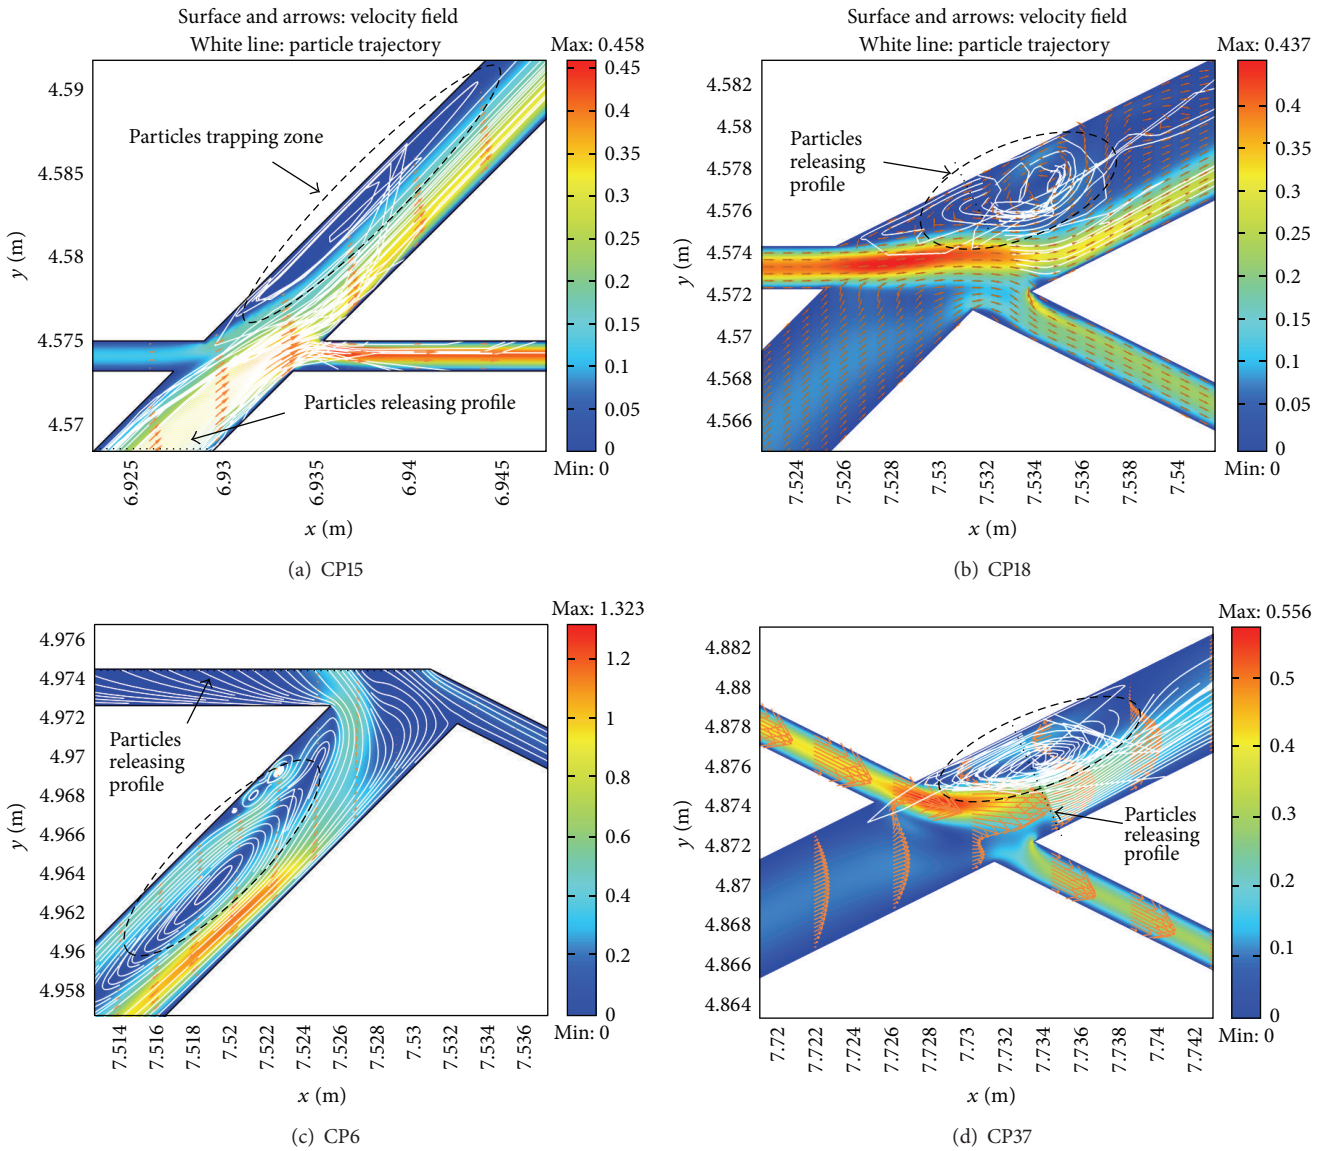 Surface and arrows: velocity field
White line: particle trajectory
Max: 0.458
4.59
4.585
4.58
4.575
4.57
y (m)
Particles trapping zone
Particles releasing profile
0.45
0.4
0.35
0.3
0.25
0.2
0.15
0.1
0.05
0
Min: 0
6.925
6.93
6.935
6.94
6.945
x (m)
(a) CP15
Surface and arrows: velocity field
White line: particle trajectory
Max: 0.437
4.582
4.58
4.578
4.576
4.574
4.572
4.57
4.568
4.566
y (m)
Particles
releasing
profile
0.4
0.35
0.3
0.25
0.2
0.15
0.1
0.05
0
Min: 0
7.524
7.526
7.528
7.53
7.532
7.534
7.536
7.538
7.54
x (m)
(b) CP18
Max: 1.323
4.976
4.974
4.972
4.97
4.968
4.966
4.964
4.962
4.96
4.958
y (m)
Particles
releasing
profile
1.2
1
0.8
0.6
0.4
0.2
0
Min: 0
7.514
7.516
7.518
7.52
7.522
7.524
7.526
7.528
7.53
7.532
7.534
7.536
x (m)
(c) CP6
Max: 0.556
4.882
4.88
4.878
4.876
4.874
4.872
4.87
4.868
4.866
4.864
y (m)
Particles
releasing
profile
0.5
0.4
0.3
0.2
0.1
0
Min: 0
7.72
7.722
7.724
7.726
7.728
7.73
7.732
7.734
7.736
7.738
7.74
7.742
x (m)
(d) CP37